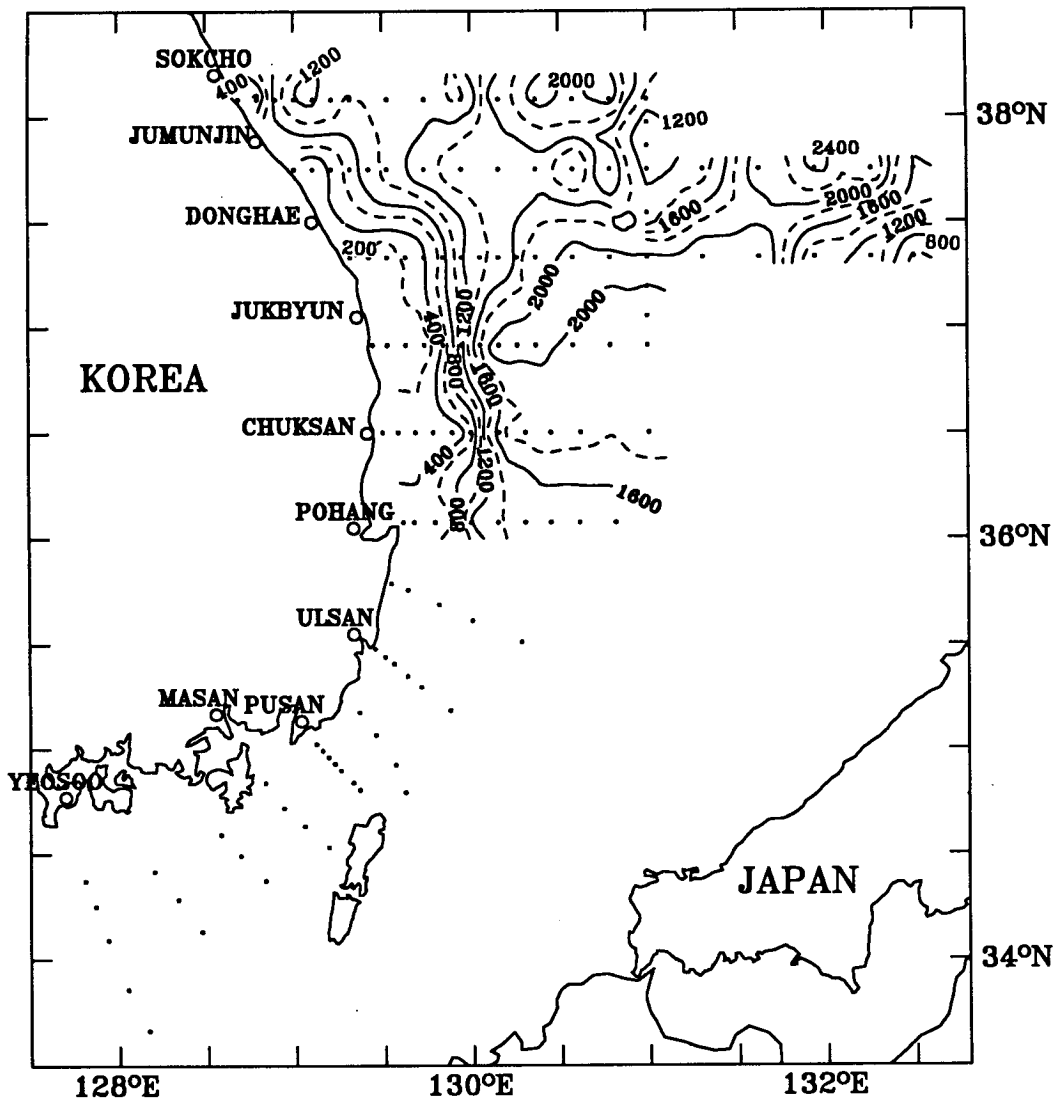 SOKCHO
1200
400
2000
38°N
1200
JUMUNJIN
2400
DONGHAE
2000
1600
1600
1200
200
800
JUKBYUN
2000
1200
2000
400
KOREA
800
1600
CHUKSAN
400
1200
1600
POHANG
800
36°N
ULSAN
MASAN
PUSAN
YEOSOO
JAPAN
34°N
128°E
130°E
132°E